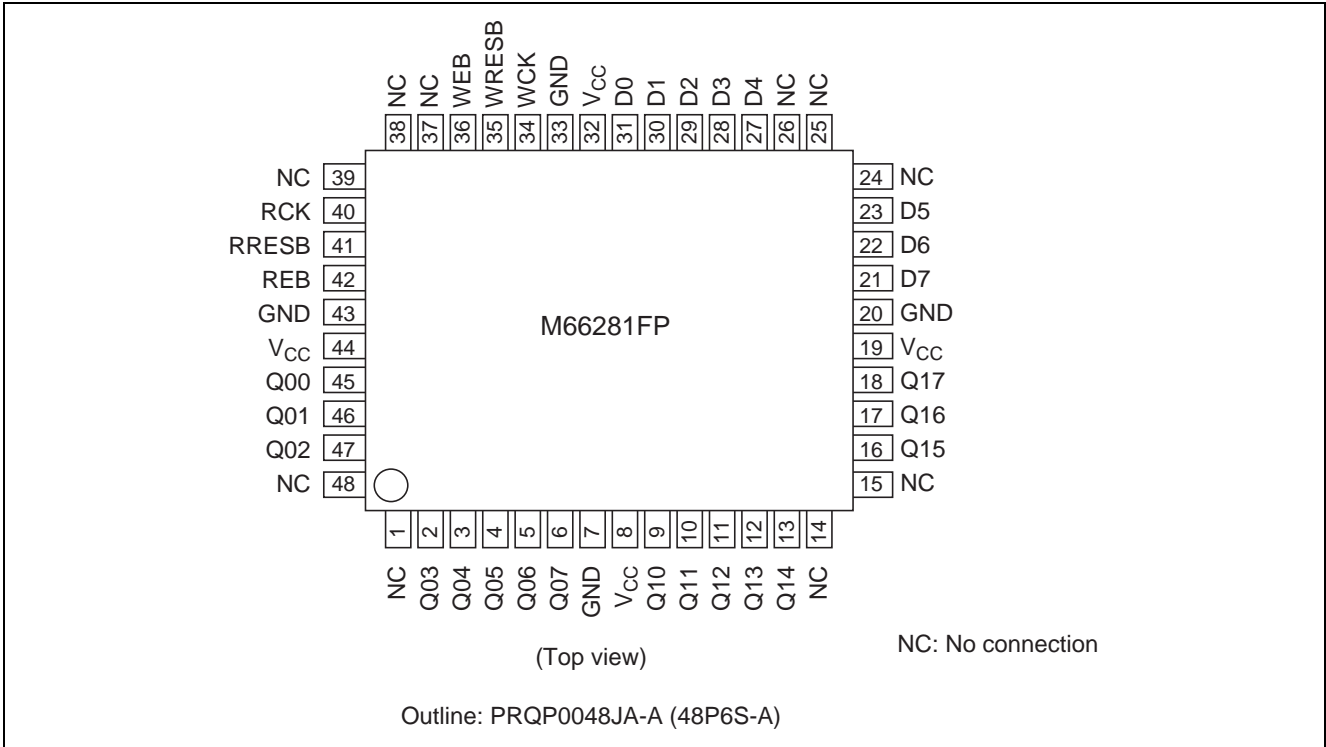 NC NC WEB WRESB WCK GND VCC D0 D1 D2 D3 D4 NC NC
38 37 36 35 34 33 32 31 30 29 28 27 26 25
NC 39
RCK 40
RRESB 41
REB 42
GND 43
VCC 44
Q00 45
Q01 46
Q02 47
NC 48
M66281FP
24 NC
23 D5
22 D6
21 D7
20 GND
19 VCC
18 Q17
17 Q16
16 Q15
15 NC
1 2 3 4 5 6 7 8 9 10 11 12 13 14
NC Q03 Q04 Q05 Q06 Q07 GND VCC Q10 Q11 Q12 Q13 Q14 NC
(Top view)
NC: No connection
Outline: PRQP0048JA-A (48P6S-A)